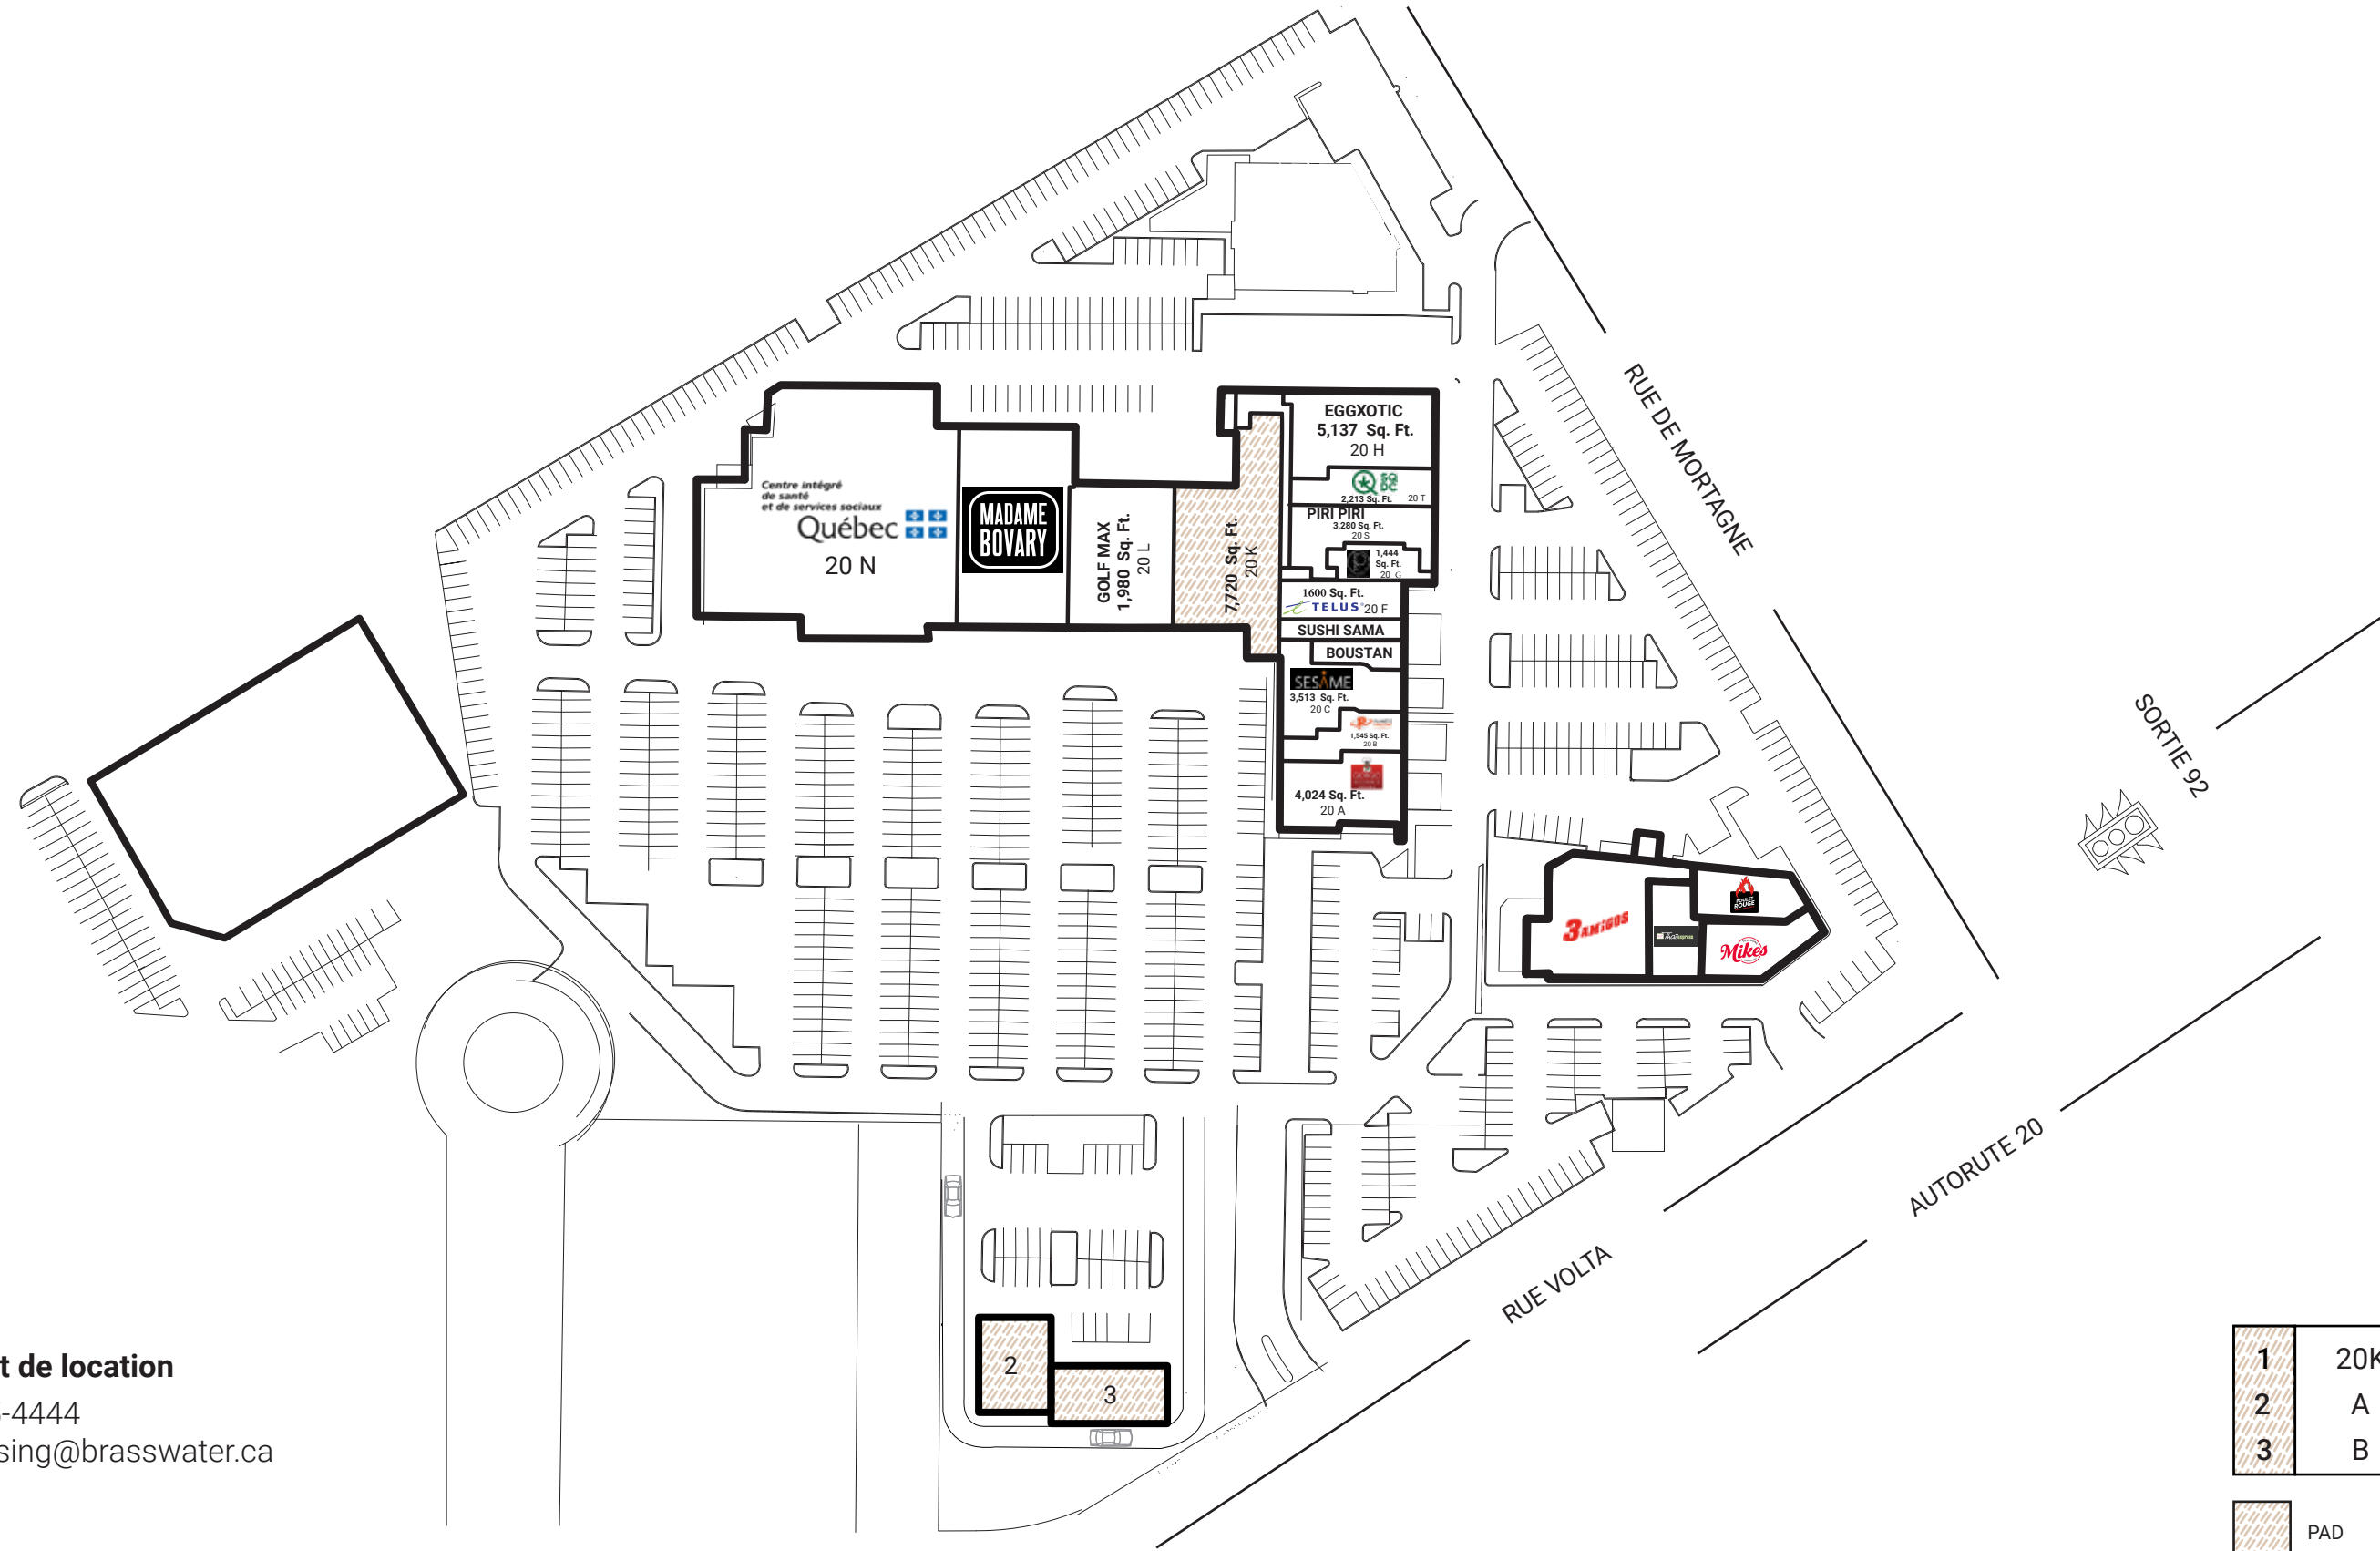 RUE DE MORTAGNE
EGGXOTIC
5,137 Sq. Ft.
20 H
SQ
DC
2,213 Sq. Ft.
20 T
PIRI PIRI
3,280 Sq. Ft.
20 S
1,444
Sq. Ft.
20 G
1600 Sq. Ft.
TELUS 20 F
SUSHI SAMA
BOUSTAN
SESAME
3,513 Sq. Ft.
20 C
1,545 Sq. Ft.
20 B
4,024 Sq. Ft.
20 A
Centre intégré
de santé
et de services sociaux
Québec
20 N
MADAME
BOVARY
GOLF MAX
1,980 Sq. Ft.
20 L
7,720 Sq. Ft.
20 K
SORTIE 92
3 AMIGOS
POULET
ROUGE
Mikes
AUTORUTE 20
RUE VOLTA
2
3
t de location
-4444
sing@brasswater.ca
1 20K
2 A
3 B
PAD